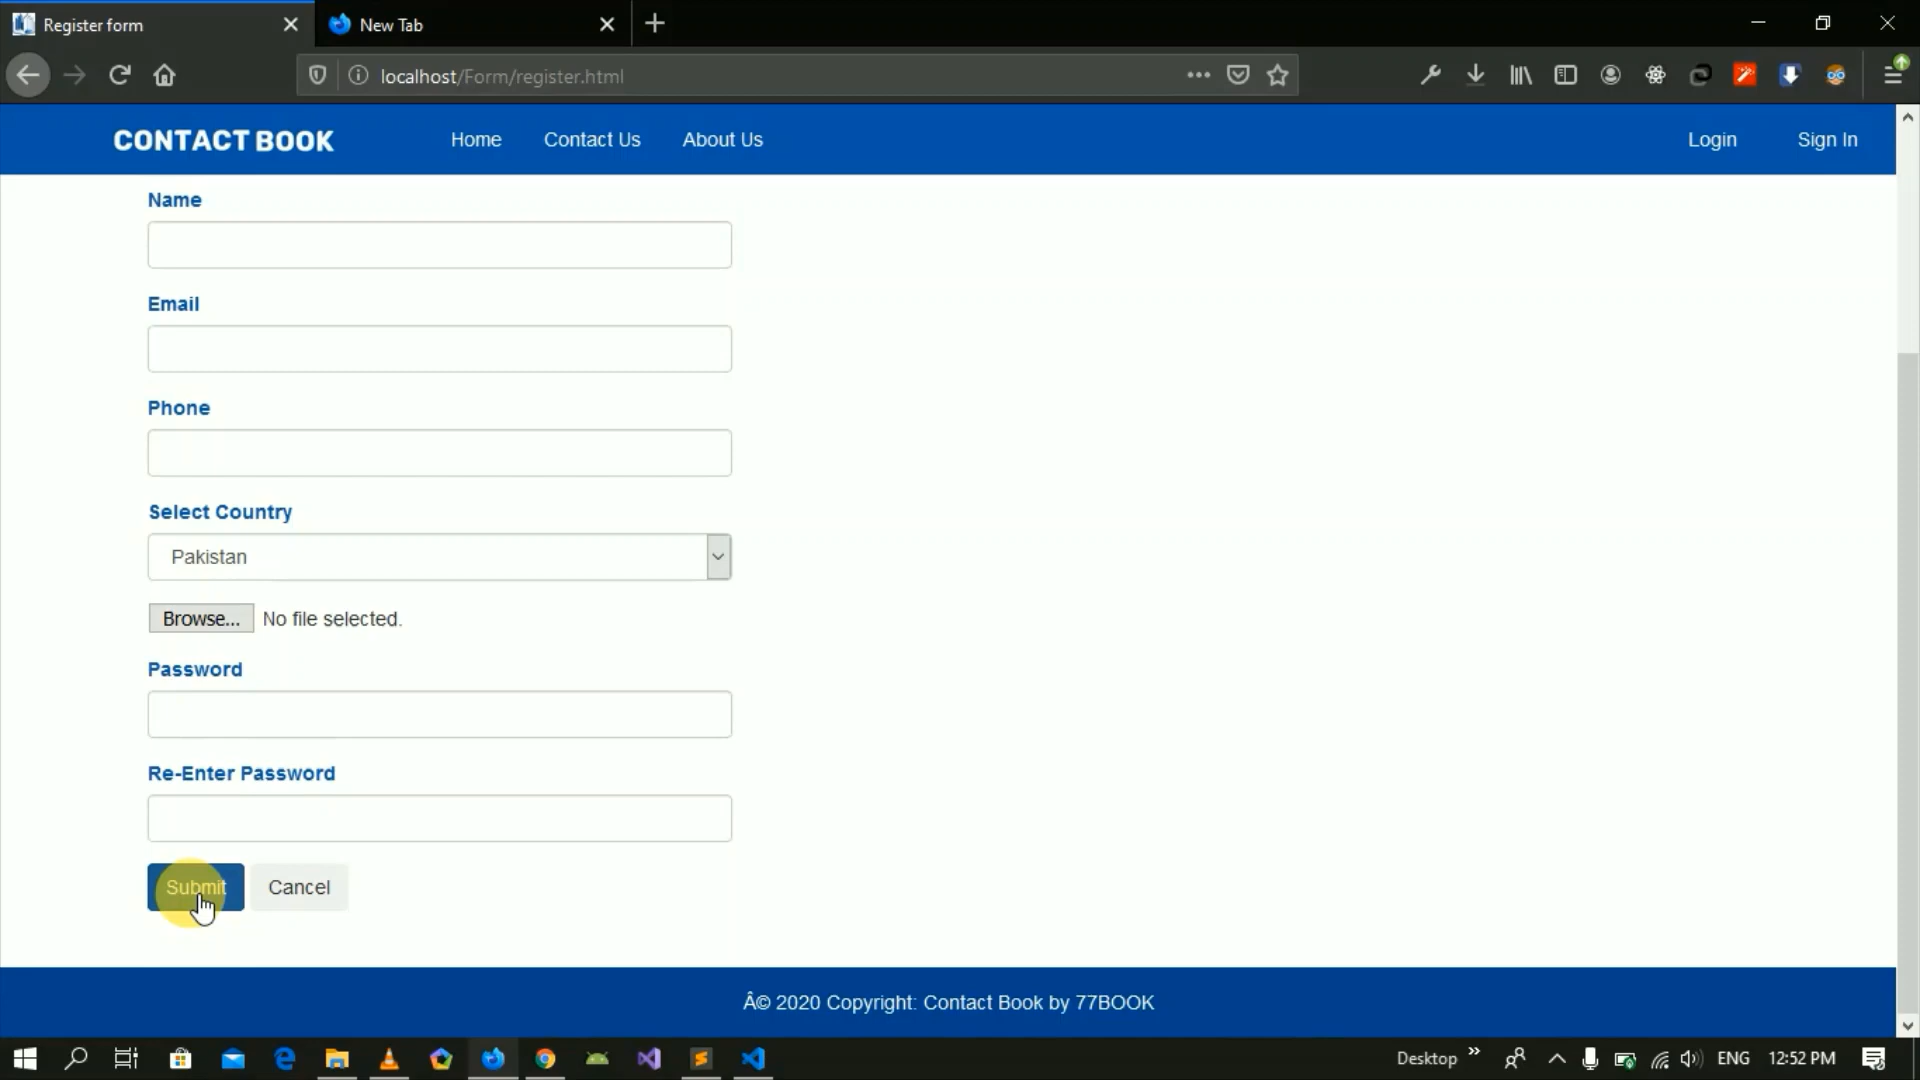 Register form
New Tab
localhost/Form/register.html
CONTACT BOOK Home Contact Us About Us Login Sign In
Name
Email
Phone
Select Country
Pakistan
Browse... No file selected.
Password
Re-Enter Password
Submit Cancel
Â© 2020 Copyright: Contact Book by 77BOOK
Desktop ENG 12:52 PM